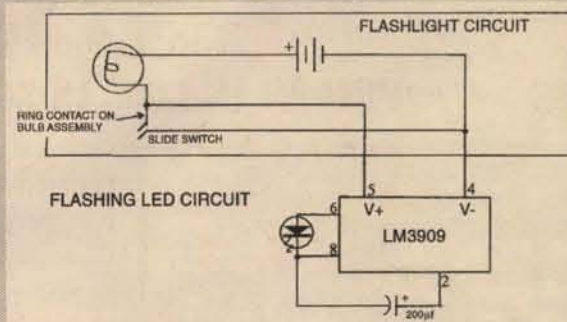 FLASHLIGHT CIRCUIT
+
RING CONTACT ON
BULB ASSEMBLY
SLIDE SWITCH
FLASHING LED CIRCUIT
5 4
V+ V-
6
LM3909
8
2
+
200µf